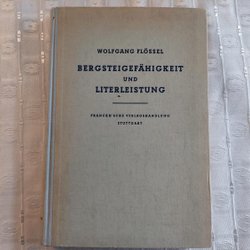 WOLFGANG FLÖSSEL
BERGSTEIGEFÄHIGKEIT
UND
LITERLEISTUNG
FRANCKH'SCHE VERLAGSHANDLUNG
STUTTGART